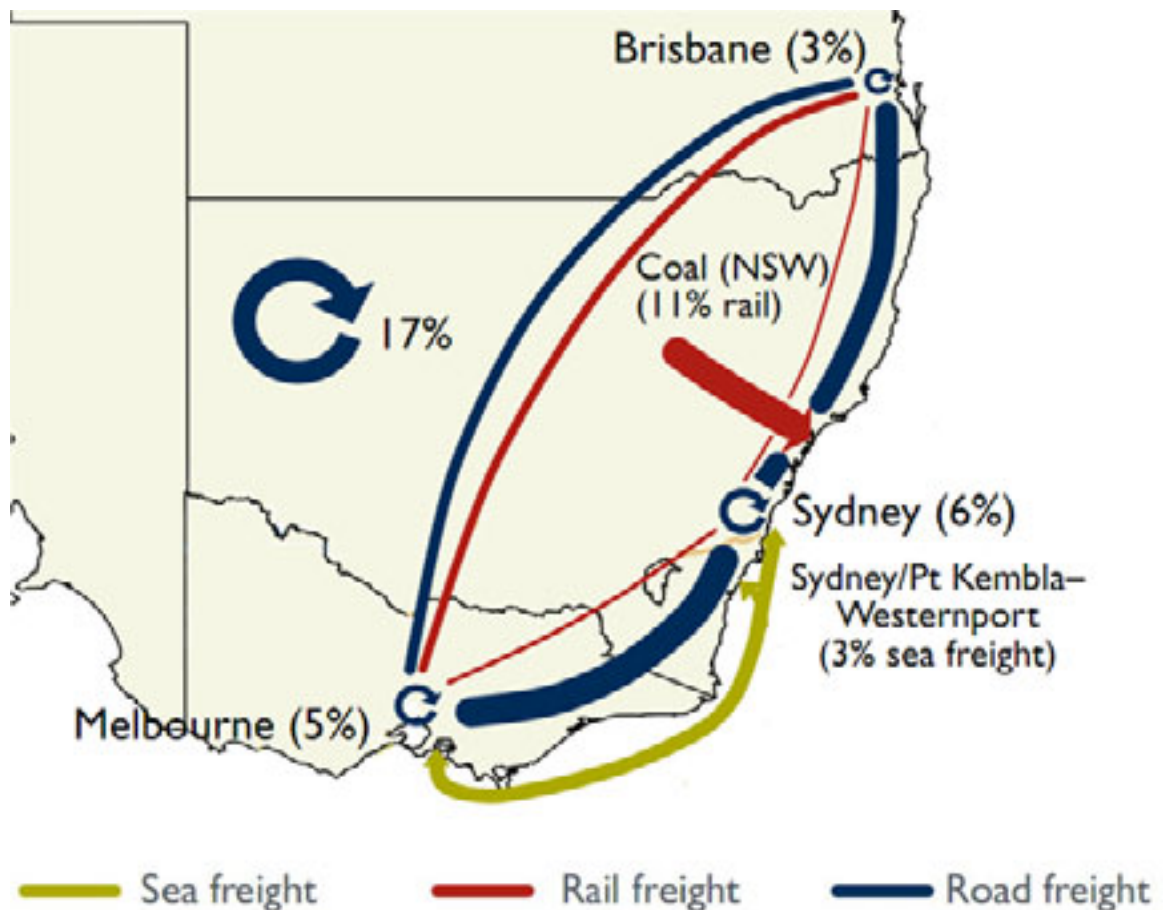 Brisbane (3%)
Coal (NSW)
(11% rail)
17%
Sydney (6%)
Sydney/Pt Kembla–
Westernport
(3% sea freight)
Melbourne (5%)
Sea freight
Rail freight
Road freight